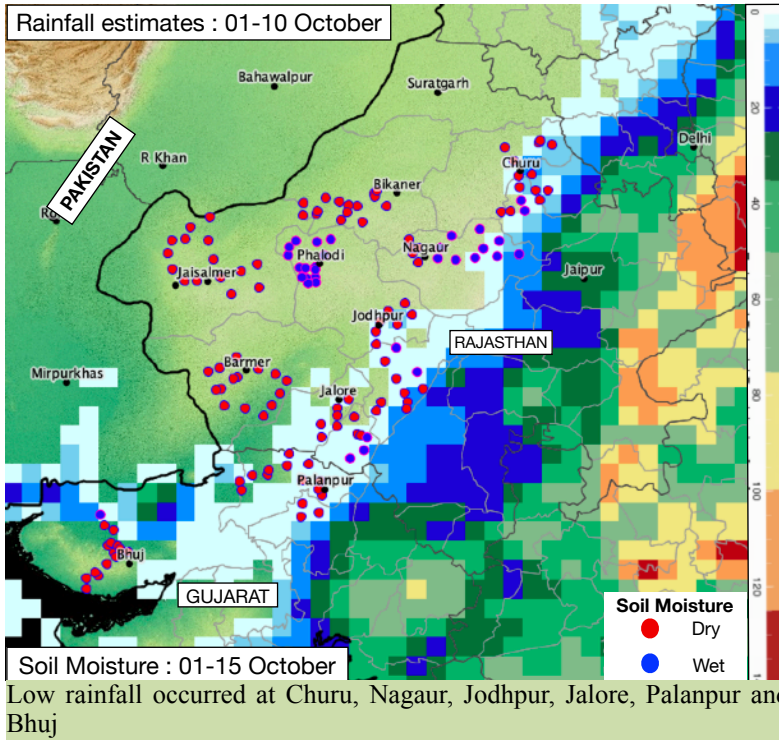 Rainfall estimates : 01-10 October
0
Bahawalpur
Suratgarh
20
Delhi
PAKISTAN
R Khan
Churu
Bikaner
40
Nagaur
Phalodi
Jaisalmer
Jaipur
60
Jodhpur
RAJASTHAN
Barmer
Mirpurkhas
Jalore
80
Palanpur
100
Bhuj
120
GUJARAT
Soil Moisture
Dry
Wet
Soil Moisture : 01-15 October
Low rainfall occurred at Churu, Nagaur, Jodhpur, Jalore, Palanpur and
Bhuj